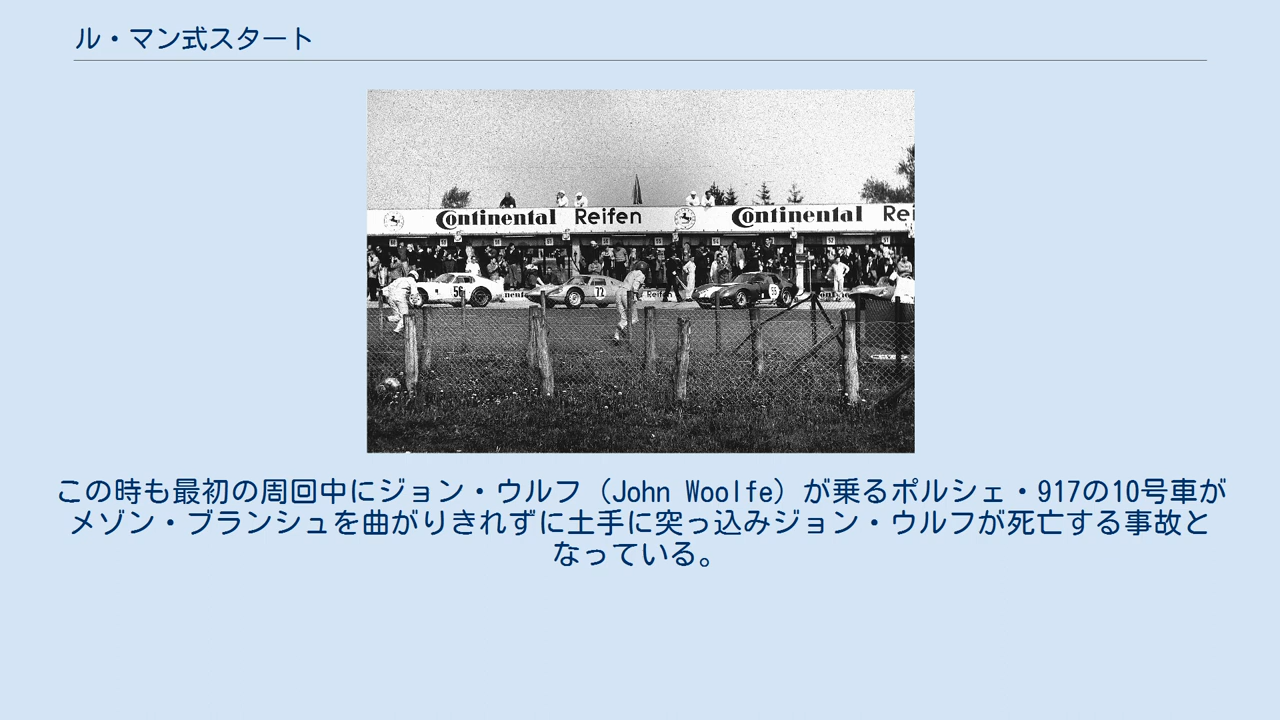 ル・マン式スタート
Continental Reifen Continental Rei
56 72 Reifen 55
この時も最初の周回中にジョン・ウルフ（John Woolfe）が乗るポルシェ・917の10号車が
メゾン・ブランシュを曲がりきれずに土手に突っ込みジョン・ウルフが死亡する事故と
なっている。